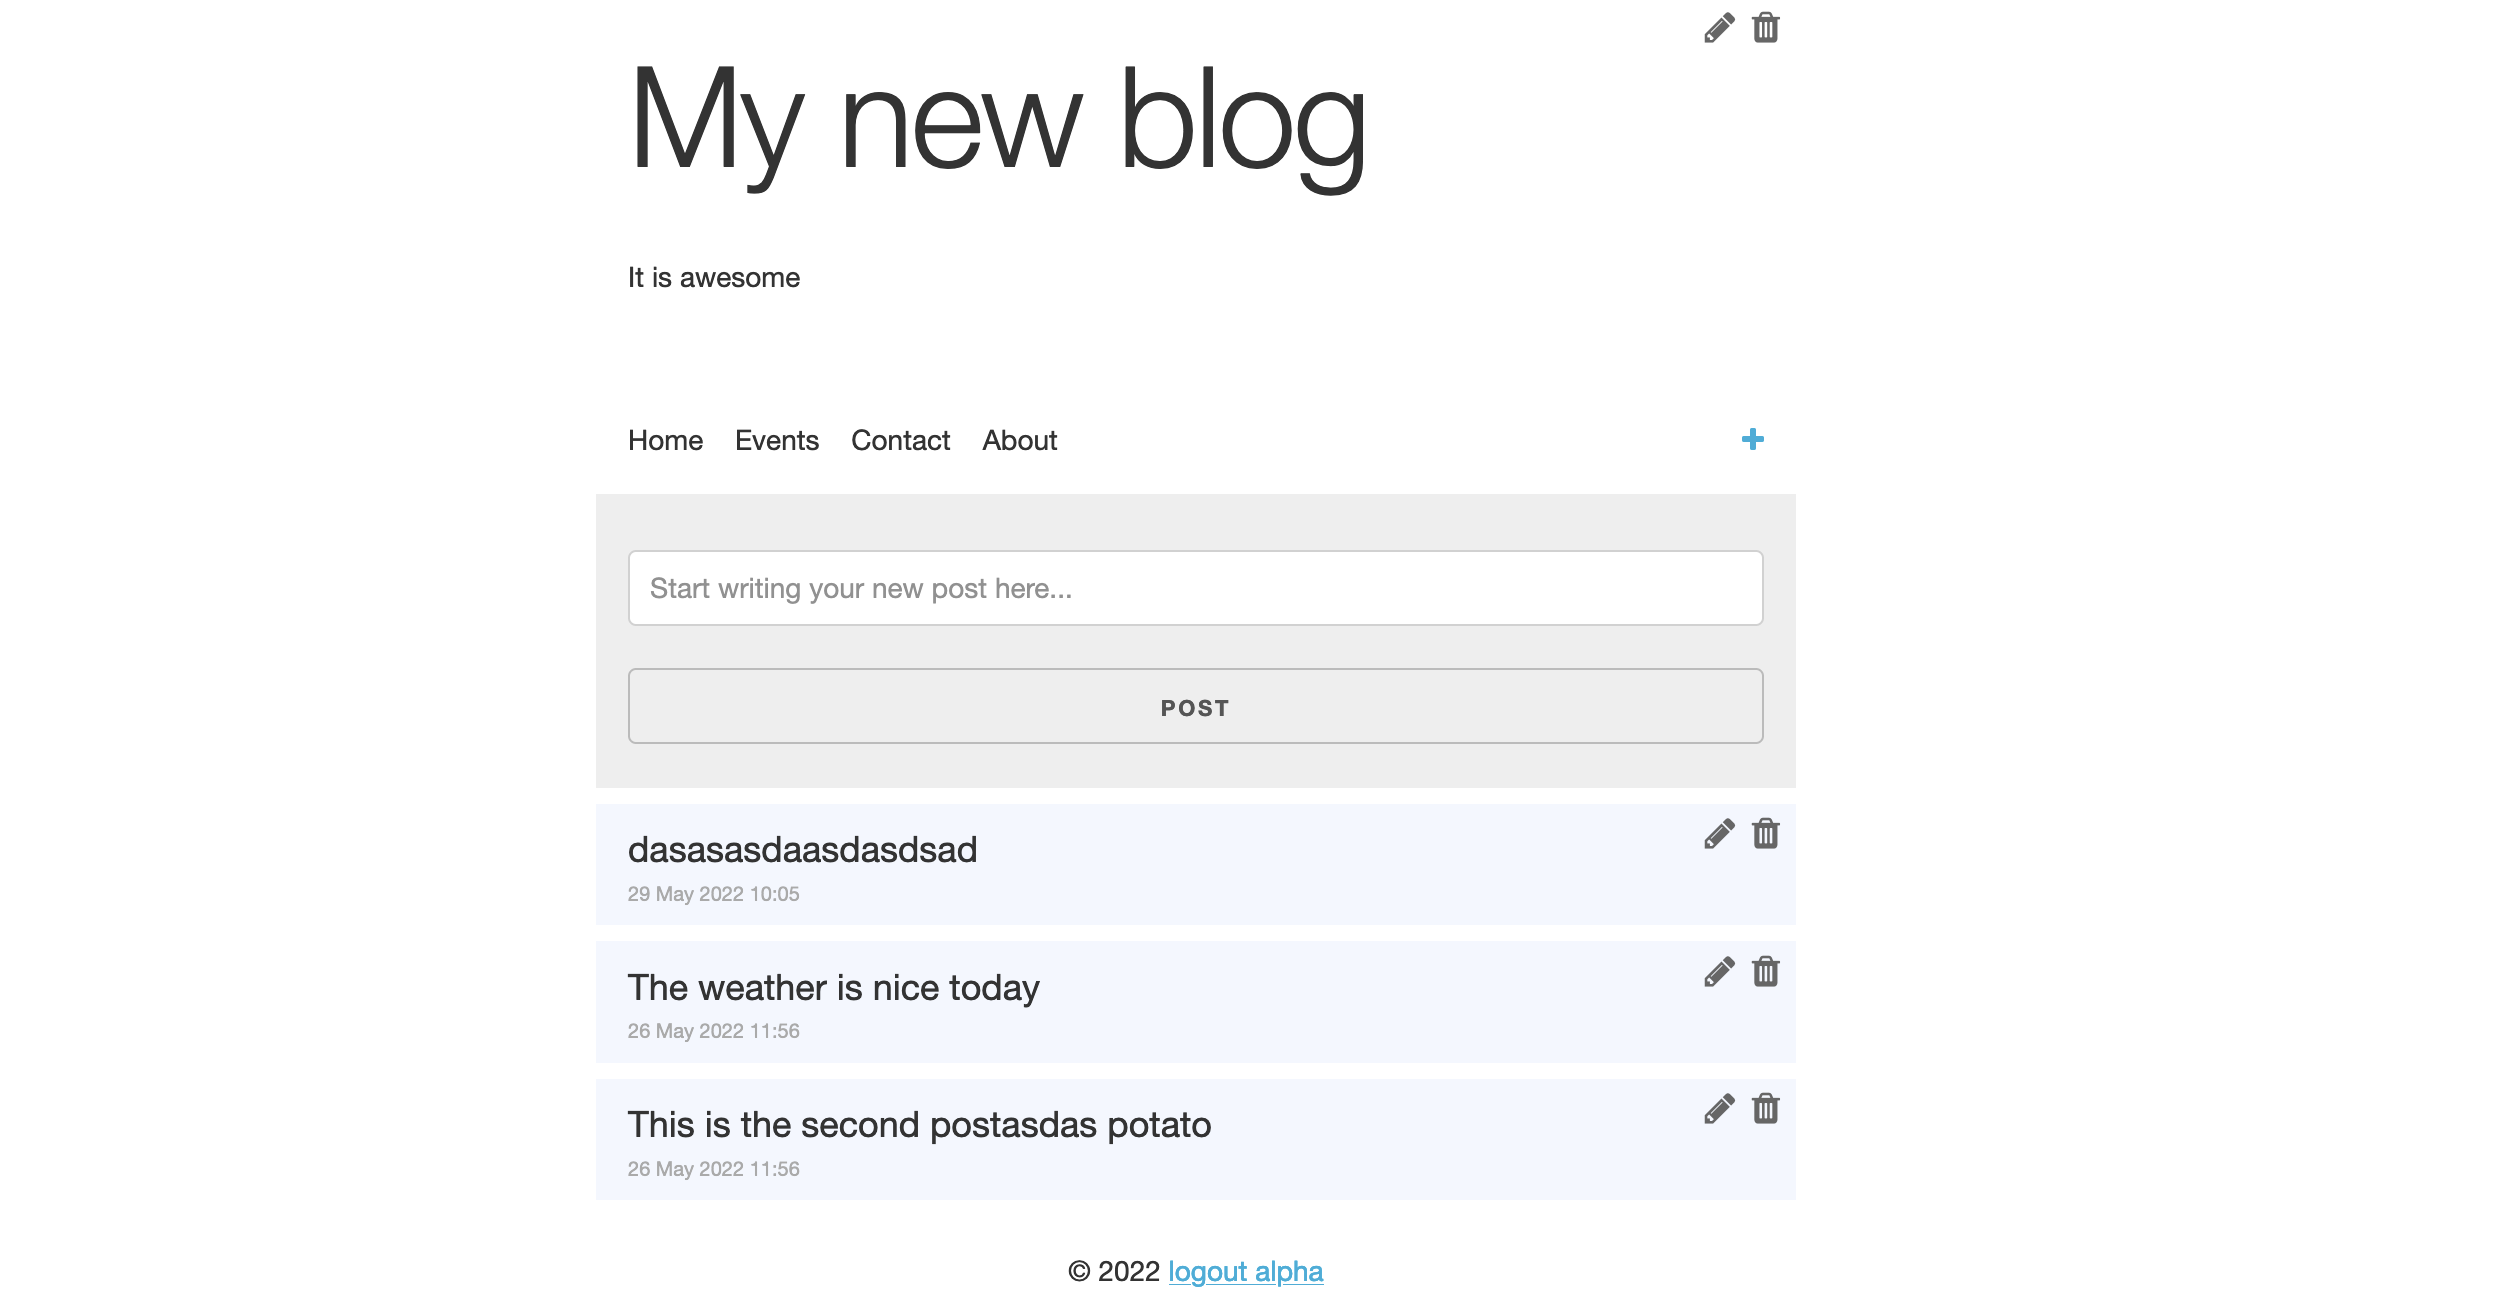 My new blog
It is awesome
Home Events Contact About
Start writing your new post here...
POST
dasasasdaasdasdsad
29 May 2022 10:05
The weather is nice today
26 May 2022 11:56
This is the second postasdas potato
26 May 2022 11:56
© 2022 logout alpha